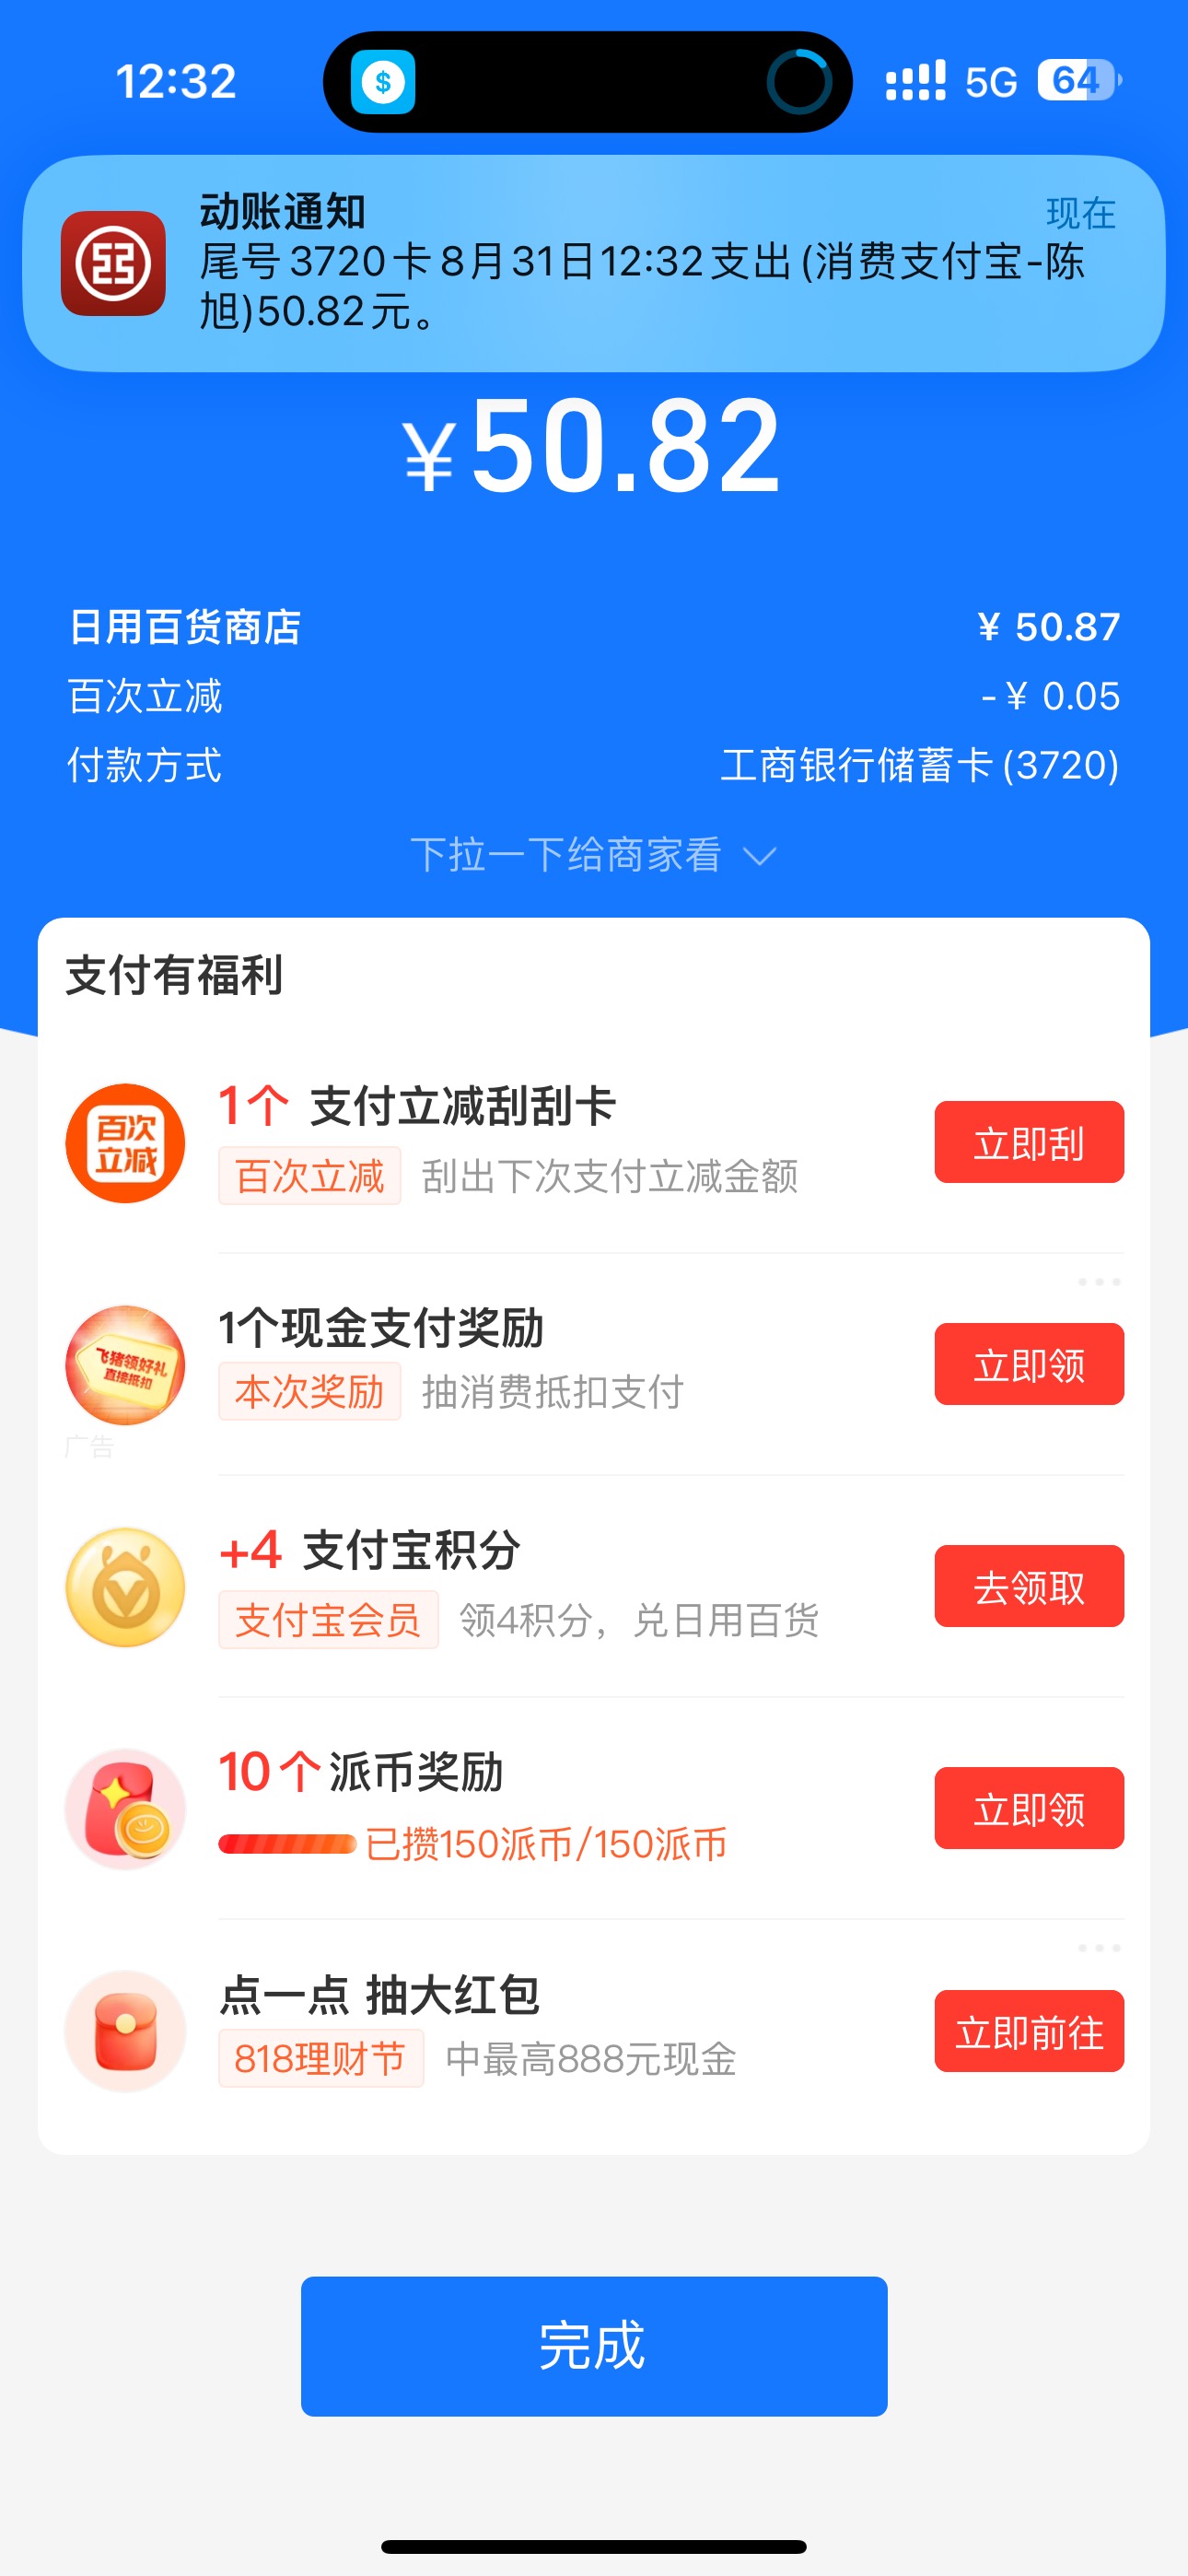 12:32
5G
64
动账通知
现在
尾号3720卡8月31日12:32支出(消费支付宝-陈
旭)50.82元。
¥50.82
日用百货商店
¥ 50.87
百次立减
-¥ 0.05
付款方式
工商银行储蓄卡(3720)
下拉一下给商家看
支付有福利
百次
立减
1个 支付立减刮刮卡
百次立减 刮出下次支付立减金额
立即刮
飞猪领好礼
直接抵扣
广告
1个现金支付奖励
本次奖励 抽消费抵扣支付
立即领
+4 支付宝积分
支付宝会员 领4积分，兑日用百货
去领取
10个派币奖励
已攒150派币/150派币
立即领
点一点 抽大红包
818理财节 中最高888元现金
立即前往
完成